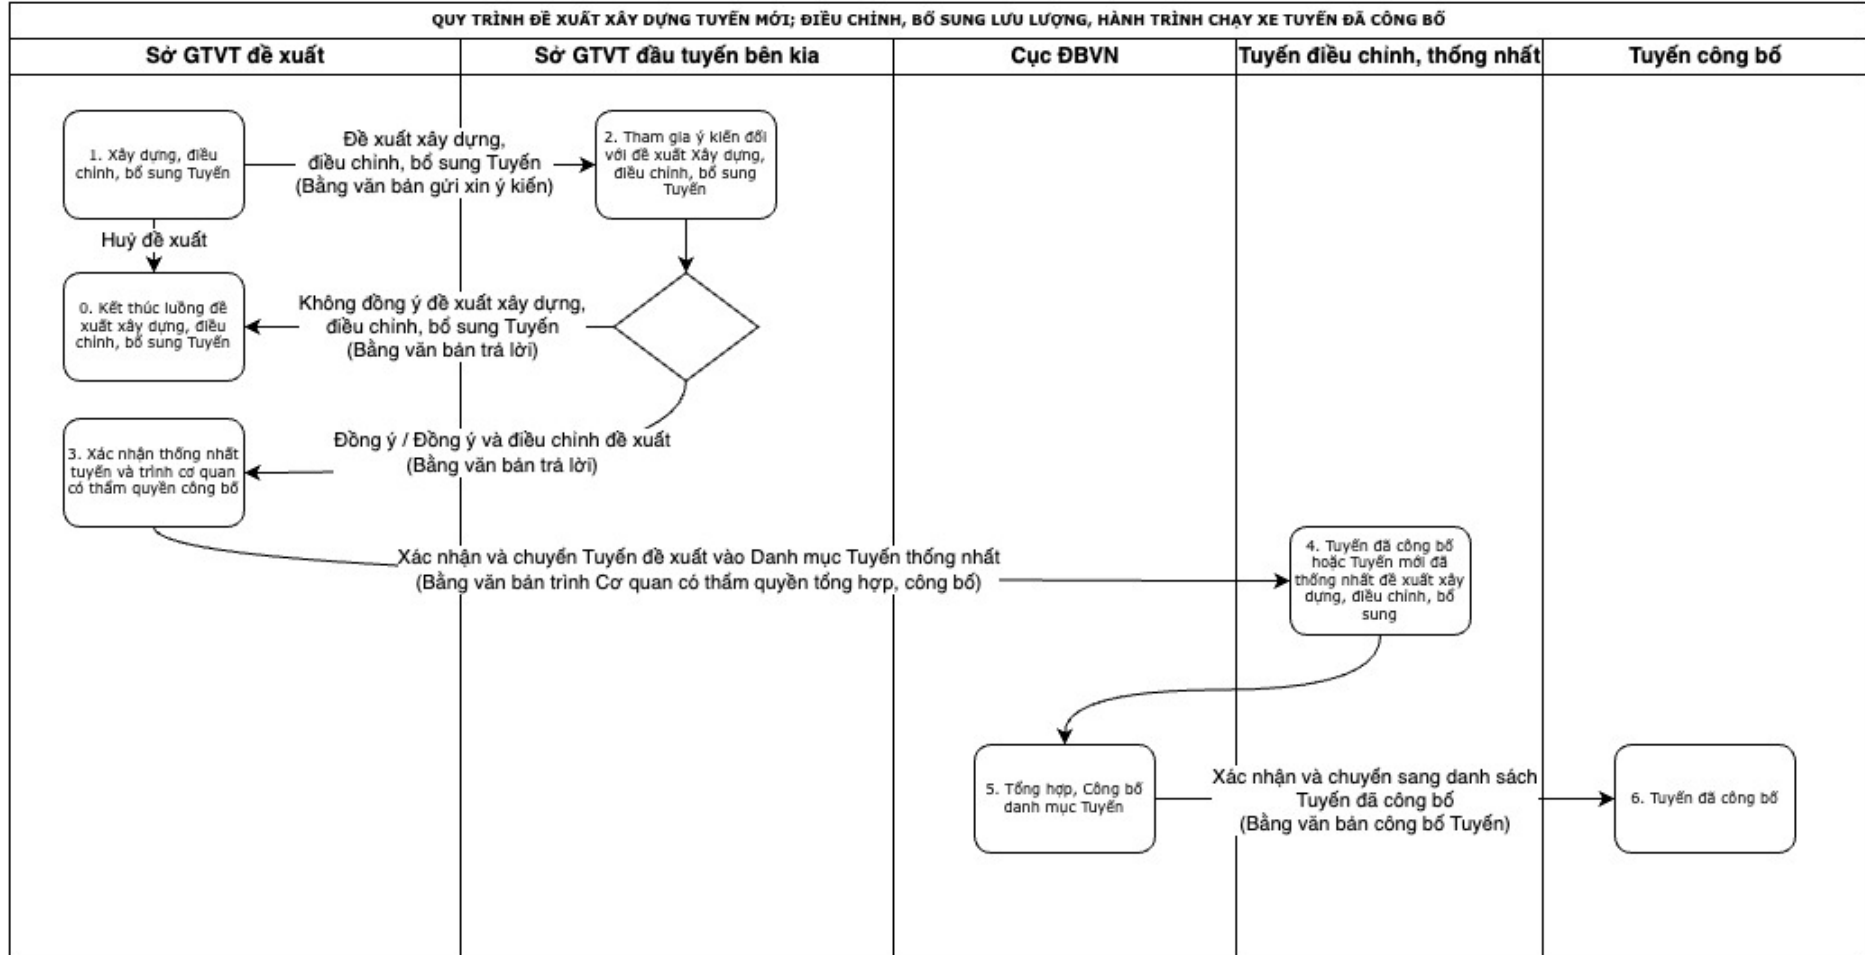 QUY TRÌNH ĐỀ XUẤT XÂY DỰNG TUYẾN MỚI; ĐIỀU CHỈNH, BỔ SUNG LƯU LƯỢNG, HÀNH TRÌNH CHẠY XE TUYẾN ĐÃ CÔNG BỐ
Sở GTVT đề xuất
Sở GTVT đầu tuyến bên kia
Cục ĐBVN
Tuyến điều chỉnh, thống nhất
Tuyến công bố
1. Xây dựng, điều
chỉnh, bổ sung Tuyến
Đề xuất xây dựng,
điều chỉnh, bổ sung Tuyến
(Bằng văn bản gửi xin ý kiến)
2. Tham gia ý kiến đối
với đề xuất Xây dựng,
điều chỉnh, bổ sung
Tuyến
Huỷ đề xuất
0. Kết thúc luồng đề
xuất xây dựng, điều
chỉnh, bổ sung Tuyến
Không đồng ý đề xuất xây dựng,
điều chỉnh, bổ sung Tuyến
(Bằng văn bản trả lời)
3. Xác nhận thống nhất
tuyến và trình cơ quan
có thẩm quyền công bố
Đồng ý / Đồng ý và điều chỉnh đề xuất
(Bằng văn bản trả lời)
Xác nhận và chuyển Tuyến đề xuất vào Danh mục Tuyến thống nhất
(Bằng văn bản trình Cơ quan có thẩm quyền tổng hợp, công bố)
4. Tuyến đã công bố
hoặc Tuyến mới đã
thống nhất đề xuất xây
dựng, điều chỉnh, bổ
sung
5. Tổng hợp, Công bố
danh mục Tuyến
Xác nhận và chuyển sang danh sách
Tuyến đã công bố
(Bằng văn bản công bố Tuyến)
6. Tuyến đã công bố